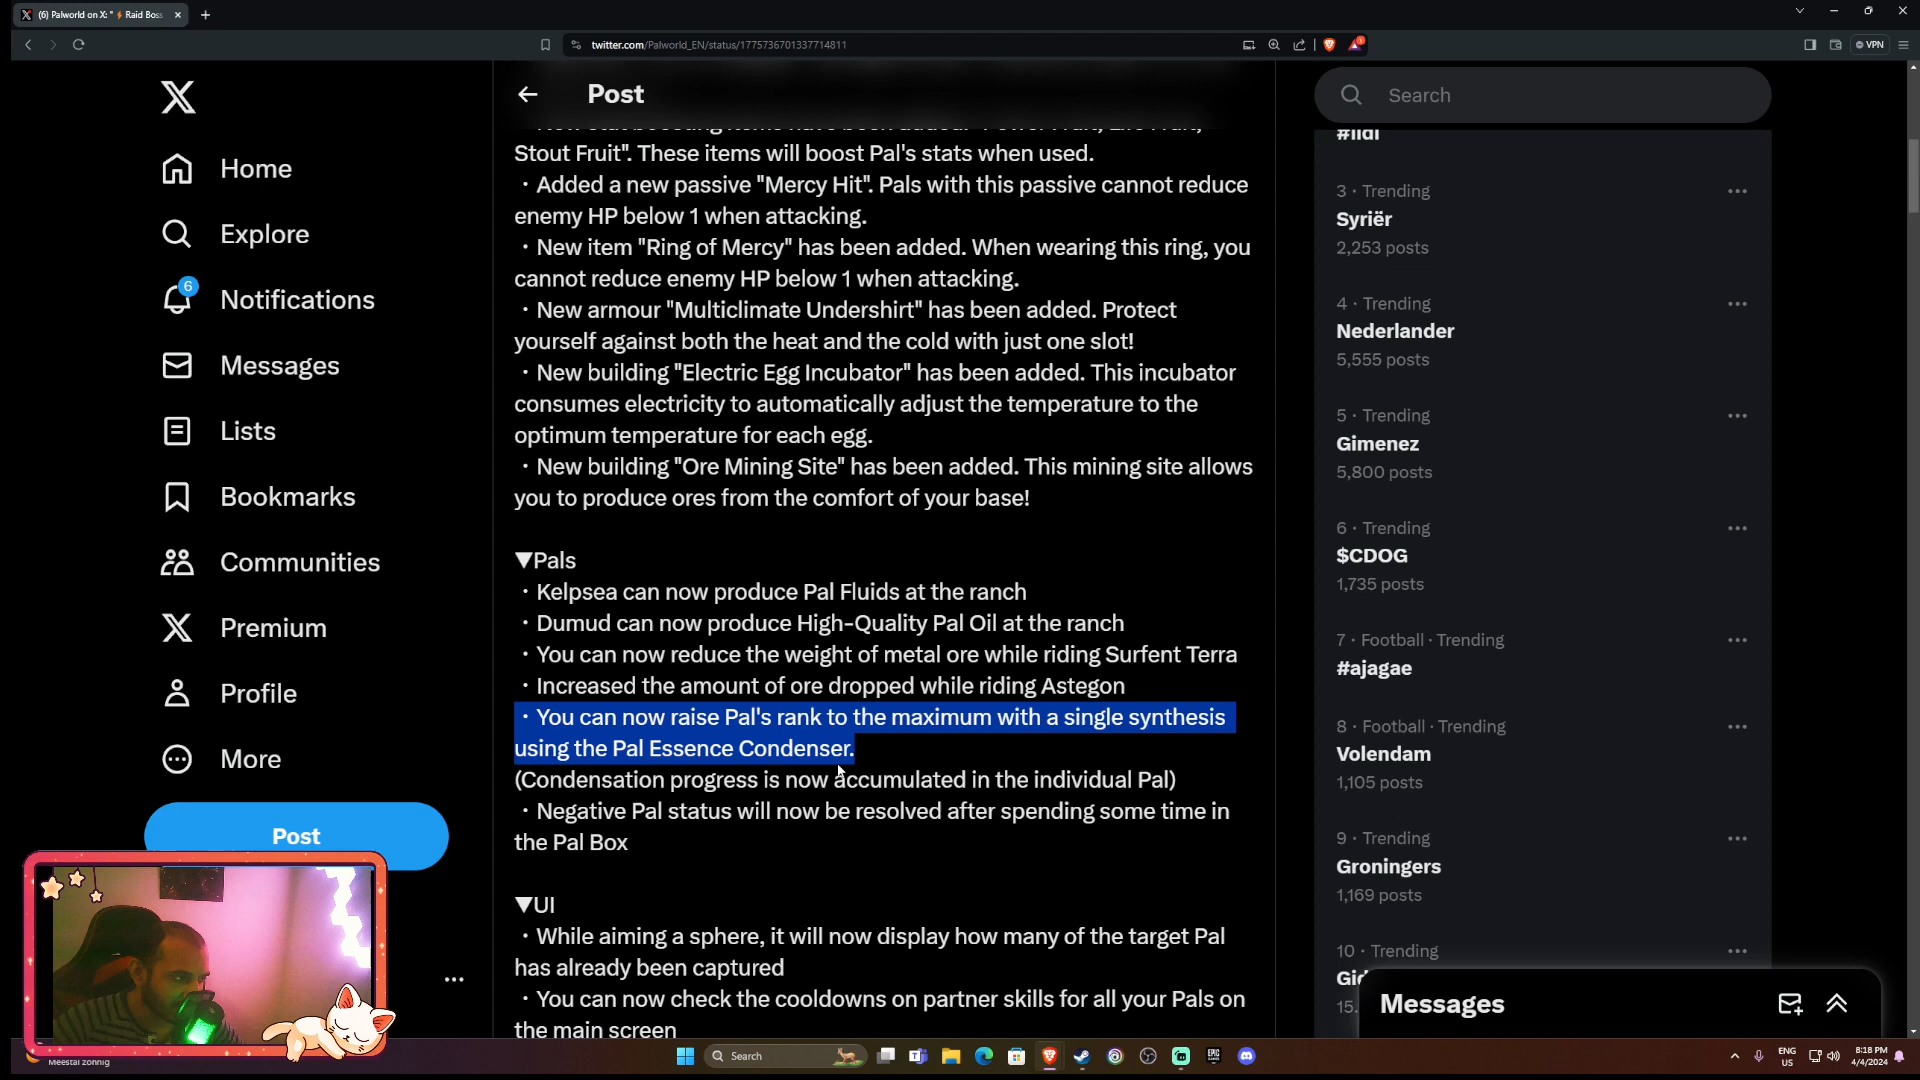 (6) Palworld on X: "⚡Raid Boss
twitter.com/Palworld_EN/status/1775736701337714811
VPN
Home
Explore
6
Notifications
Messages
Lists
Bookmarks
Communities
Premium
Profile
More
Post
Post
Stout Fruit". These items will boost Pal's stats when used.
・Added a new passive "Mercy Hit". Pals with this passive cannot reduce
enemy HP below 1 when attacking.
・New item "Ring of Mercy" has been added. When wearing this ring, you
cannot reduce enemy HP below 1 when attacking.
・New armour "Multiclimate Undershirt" has been added. Protect
yourself against both the heat and the cold with just one slot!
・New building "Electric Egg Incubator" has been added. This incubator
consumes electricity to automatically adjust the temperature to the
optimum temperature for each egg.
・New building "Ore Mining Site" has been added. This mining site allows
you to produce ores from the comfort of your base!
▼Pals
・Kelpsea can now produce Pal Fluids at the ranch
・Dumud can now produce High-Quality Pal Oil at the ranch
・You can now reduce the weight of metal ore while riding Surfent Terra
・Increased the amount of ore dropped while riding Astegon
・You can now raise Pal's rank to the maximum with a single synthesis
using the Pal Essence Condenser.
(Condensation progress is now accumulated in the individual Pal)
・Negative Pal status will now be resolved after spending some time in
the Pal Box
▼UI
・While aiming a sphere, it will now display how many of the target Pal
has already been captured
・You can now check the cooldowns on partner skills for all your Pals on
the main screen
Search
3 · Trending
Syriër
2,253 posts
4 · Trending
Nederlander
5,555 posts
5 · Trending
Gimenez
5,800 posts
6 · Trending
$CDOG
1,735 posts
7 · Football · Trending
#ajagae
8 · Football · Trending
Volendam
1,105 posts
9 · Trending
Groningers
1,169 posts
10 · Trending
Messages
Meestal zonnig
Search
ENG
US
8:18 PM
4/4/2024